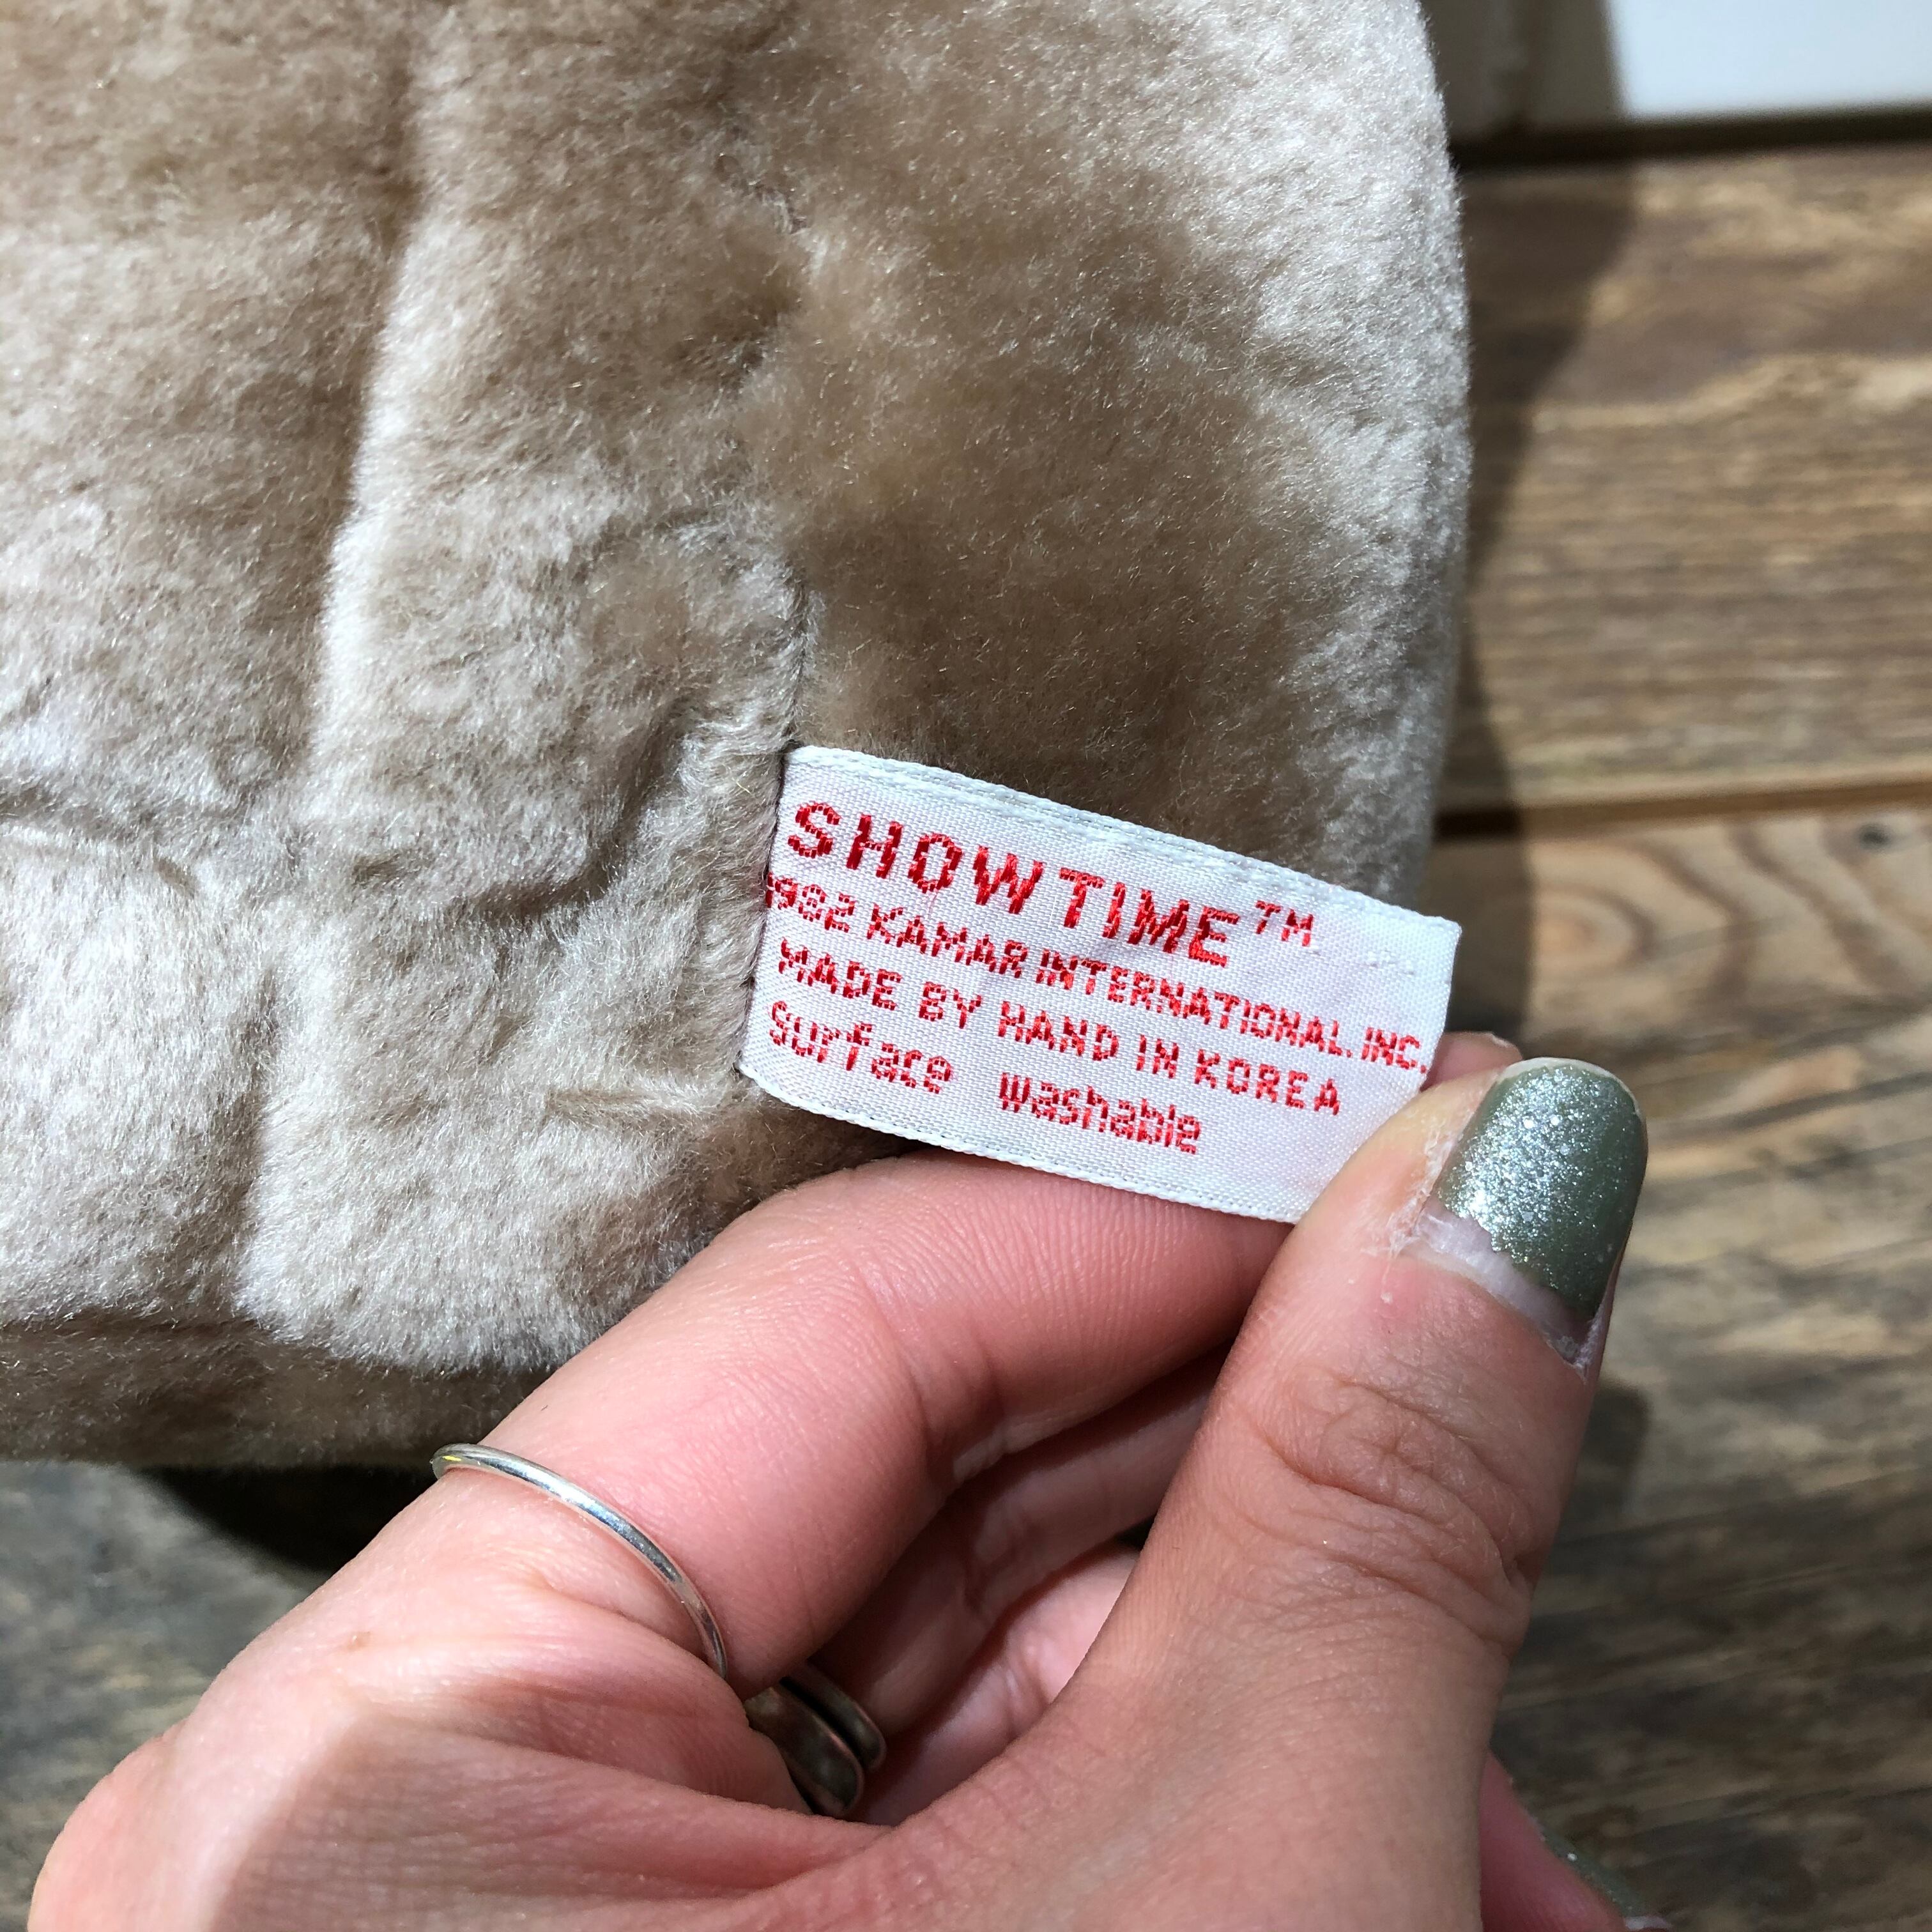 SHOWTIME™
1982 KAMAR INTERNATIONAL. INC.
MADE BY HAND IN KOREA
Surface washable